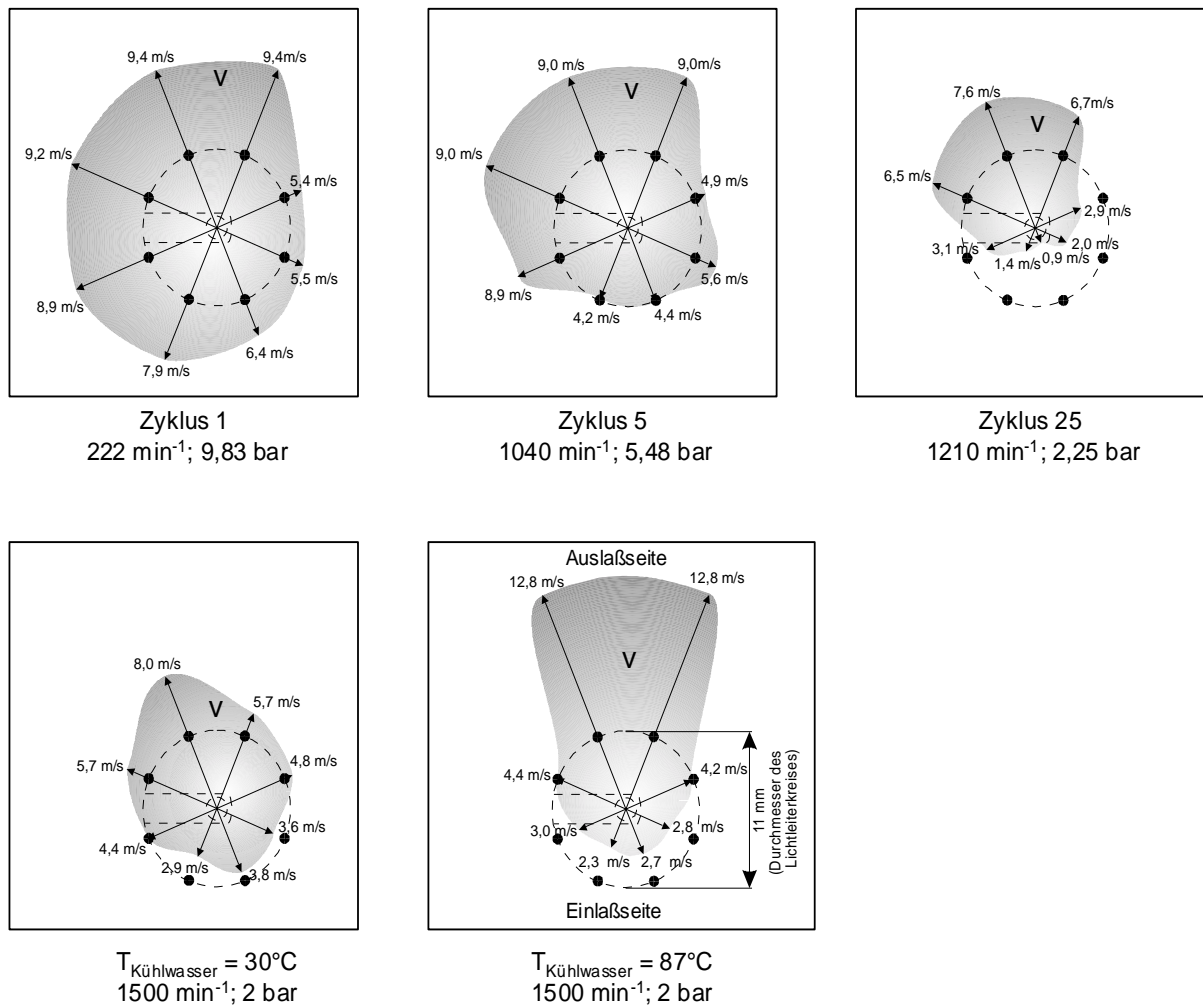 9,4 m/s
9,4m/s
V
9,2 m/s
5,4 m/s
5,5 m/s
8,9 m/s
6,4 m/s
7,9 m/s
Zyklus 1
222 min-1; 9,83 bar
9,0 m/s
9,0m/s
V
9,0 m/s
4,9 m/s
5,6 m/s
8,9 m/s
4,2 m/s
4,4 m/s
Zyklus 5
1040 min-1; 5,48 bar
7,6 m/s
6,7m/s
V
6,5 m/s
2,9 m/s
2,0 m/s
3,1 m/s
0,9 m/s
1,4 m/s
Zyklus 25
1210 min-1; 2,25 bar
8,0 m/s
5,7 m/s
V
5,7 m/s
4,8 m/s
3,6 m/s
4,4 m/s
2,9 m/s
3,8 m/s
TKühlwasser = 30°C
1500 min-1; 2 bar
Auslaßseite
12,8 m/s
12,8 m/s
V
4,4 m/s
4,2 m/s
3,0 m/s
2,8 m/s
2,3 m/s
2,7 m/s
11 mm
(Durchmesser des
Lichtleiterkreises)
Einlaßseite
TKühlwasser = 87°C
1500 min-1; 2 bar